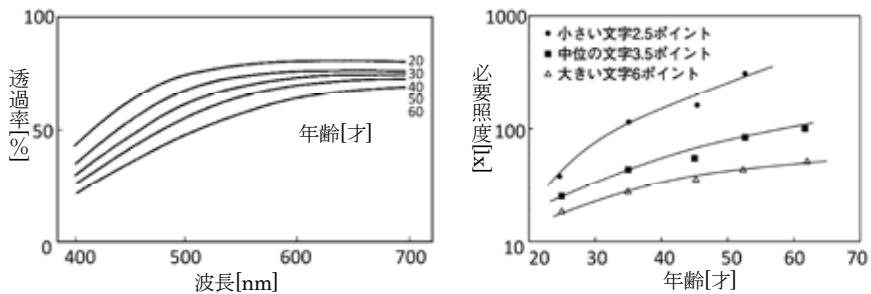 100
50
0
透過率[%]
20
30
40
50
60
年齢[才]
400 500 600 700
波長[nm]
1000
100
10
必要照度[lx]
小さい文字2.5ポイント
中位の文字3.5ポイント
大きい文字6ポイント
20 30 40 50 60 70
年齢[才]